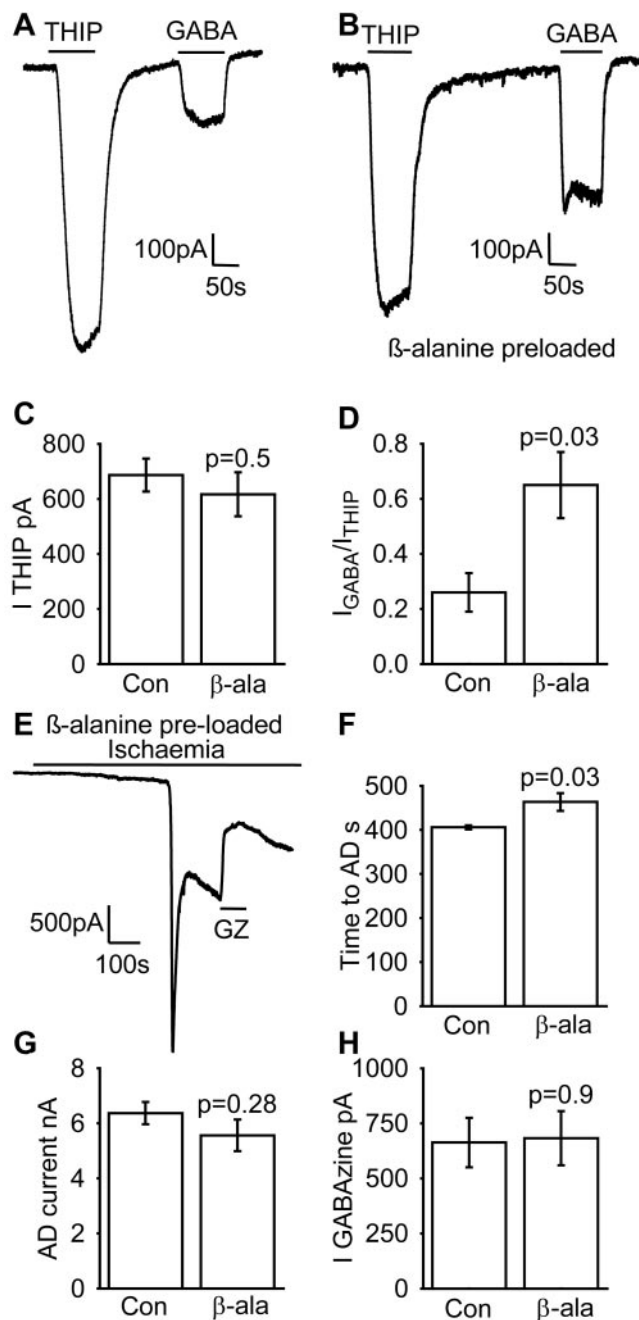 A
THIP GABA
100pA
50s
B
THIP GABA
100pA
50s
ß-alanine preloaded
C
800
600
400
200
0
I THIP pA
p=0.5
Con β-ala
D
0.8
0.6
0.4
0.2
0.0
I_GABA/I_THIP
p=0.03
Con β-ala
E
ß-alanine pre-loaded
Ischaemia
500pA
100s
GZ
F
500
400
300
200
100
0
Time to AD s
p=0.03
Con β-ala
G
8
6
4
2
0
AD current nA
p=0.28
Con β-ala
H
1000
750
500
250
0
I GABAzine pA
p=0.9
Con β-ala